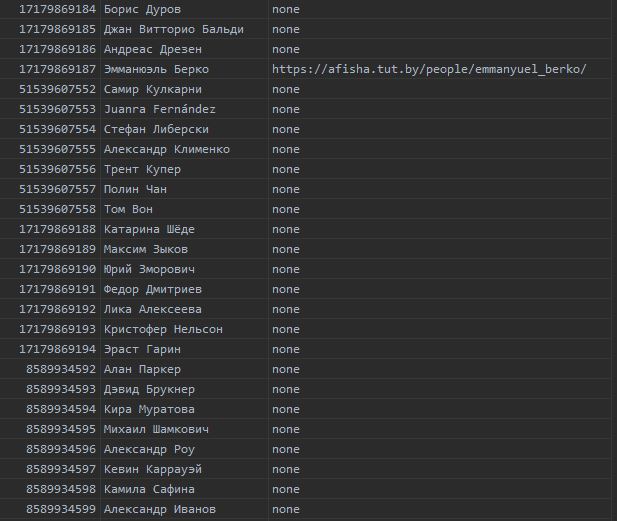 17179869184 Борис Дуров none
17179869185 Джан Витторио Бальди none
17179869186 Андреас Дрезен none
17179869187 Эмманюэль Берко https://afisha.tut.by/people/emmanyuel_berko/
51539607552 Самир Кулкарни none
51539607553 Juanra Fernández none
51539607554 Стефан Либерски none
51539607555 Александр Клименко none
51539607556 Трент Купер none
51539607557 Полин Чан none
51539607558 Том Вон none
17179869188 Катарина Шёде none
17179869189 Максим Зыков none
17179869190 Юрий Зморович none
17179869191 Федор Дмитриев none
17179869192 Лика Алексеева none
17179869193 Кристофер Нельсон none
17179869194 Эраст Гарин none
8589934592 Алан Паркер none
8589934593 Дэвид Брукнер none
8589934594 Кира Муратова none
8589934595 Михаил Шамкович none
8589934596 Александр Роу none
8589934597 Кевин Каррауэй none
8589934598 Камила Сафина none
8589934599 Александр Иванов none